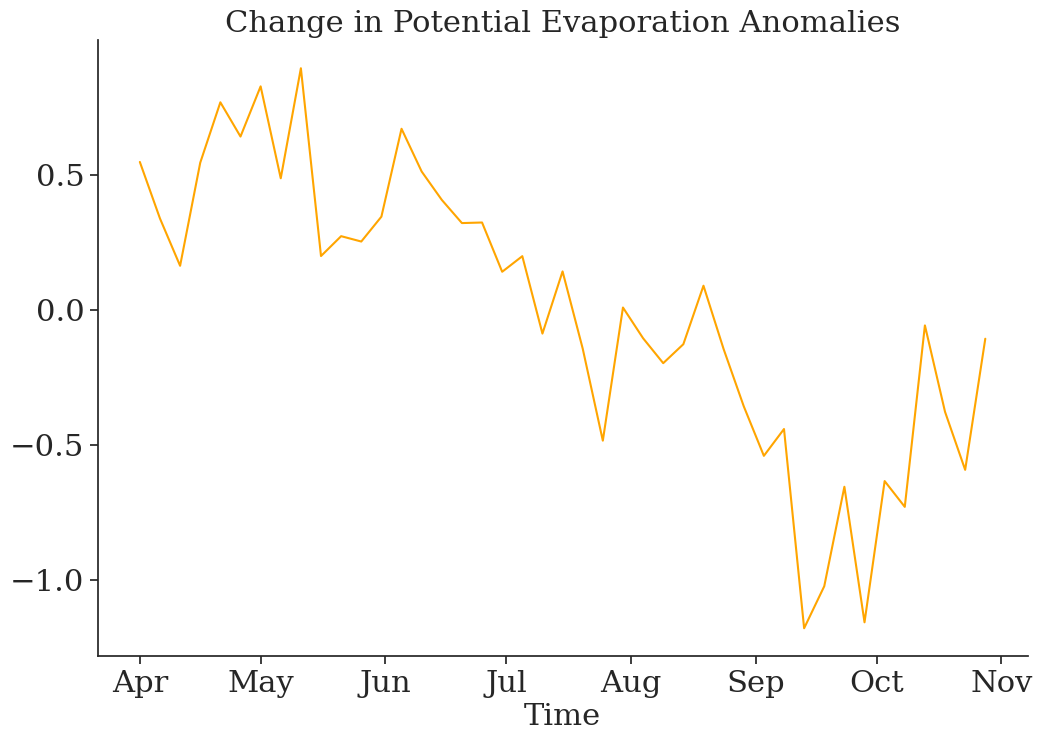 Change in Potential Evaporation Anomalies
0.5
0.0
−0.5
−1.0
Apr May Jun Jul Aug Sep Oct Nov
Time